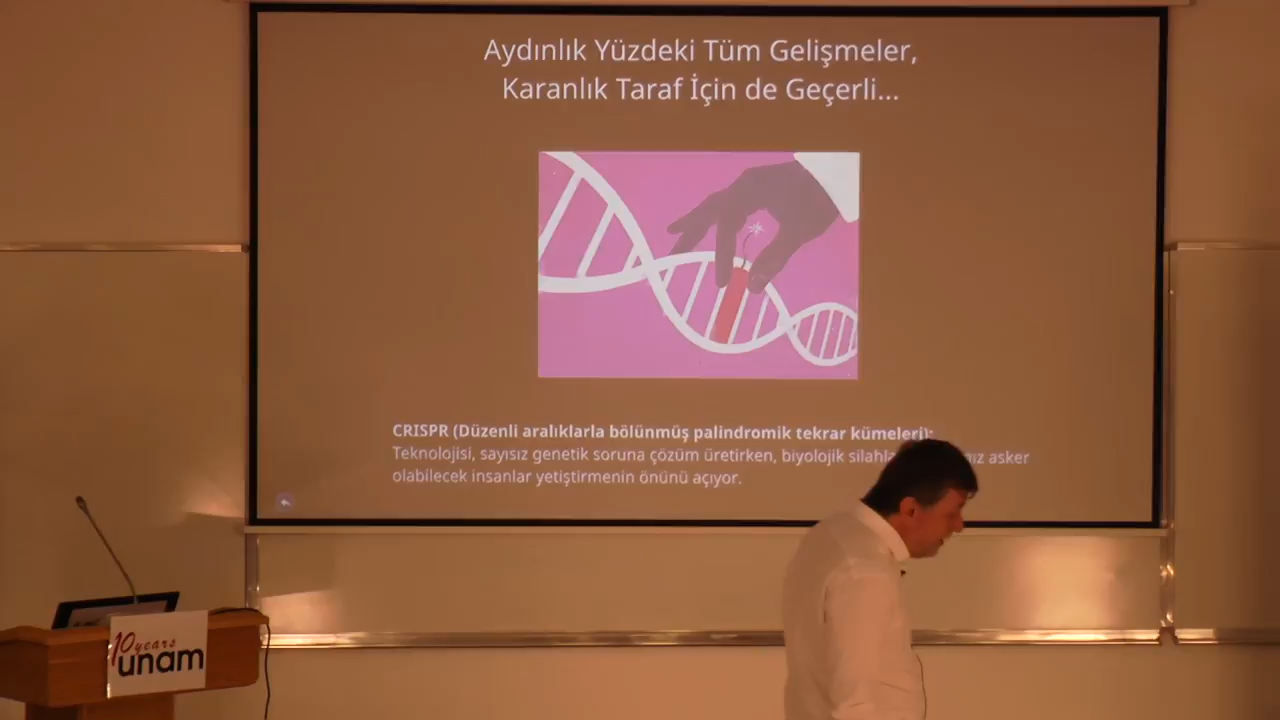 Aydınlık Yüzdeki Tüm Gelişmeler,
Karanlık Taraf İçin de Geçerli...
CRISPR (Düzenli aralıklarla bölünmüş palindromik tekrar kümeleri):
Teknolojisi, sayısız genetik soruna çözüm üretirken, biyolojik asker
olabilecek insanlar yetiştirmenin önünü açıyor.
10 years
unam